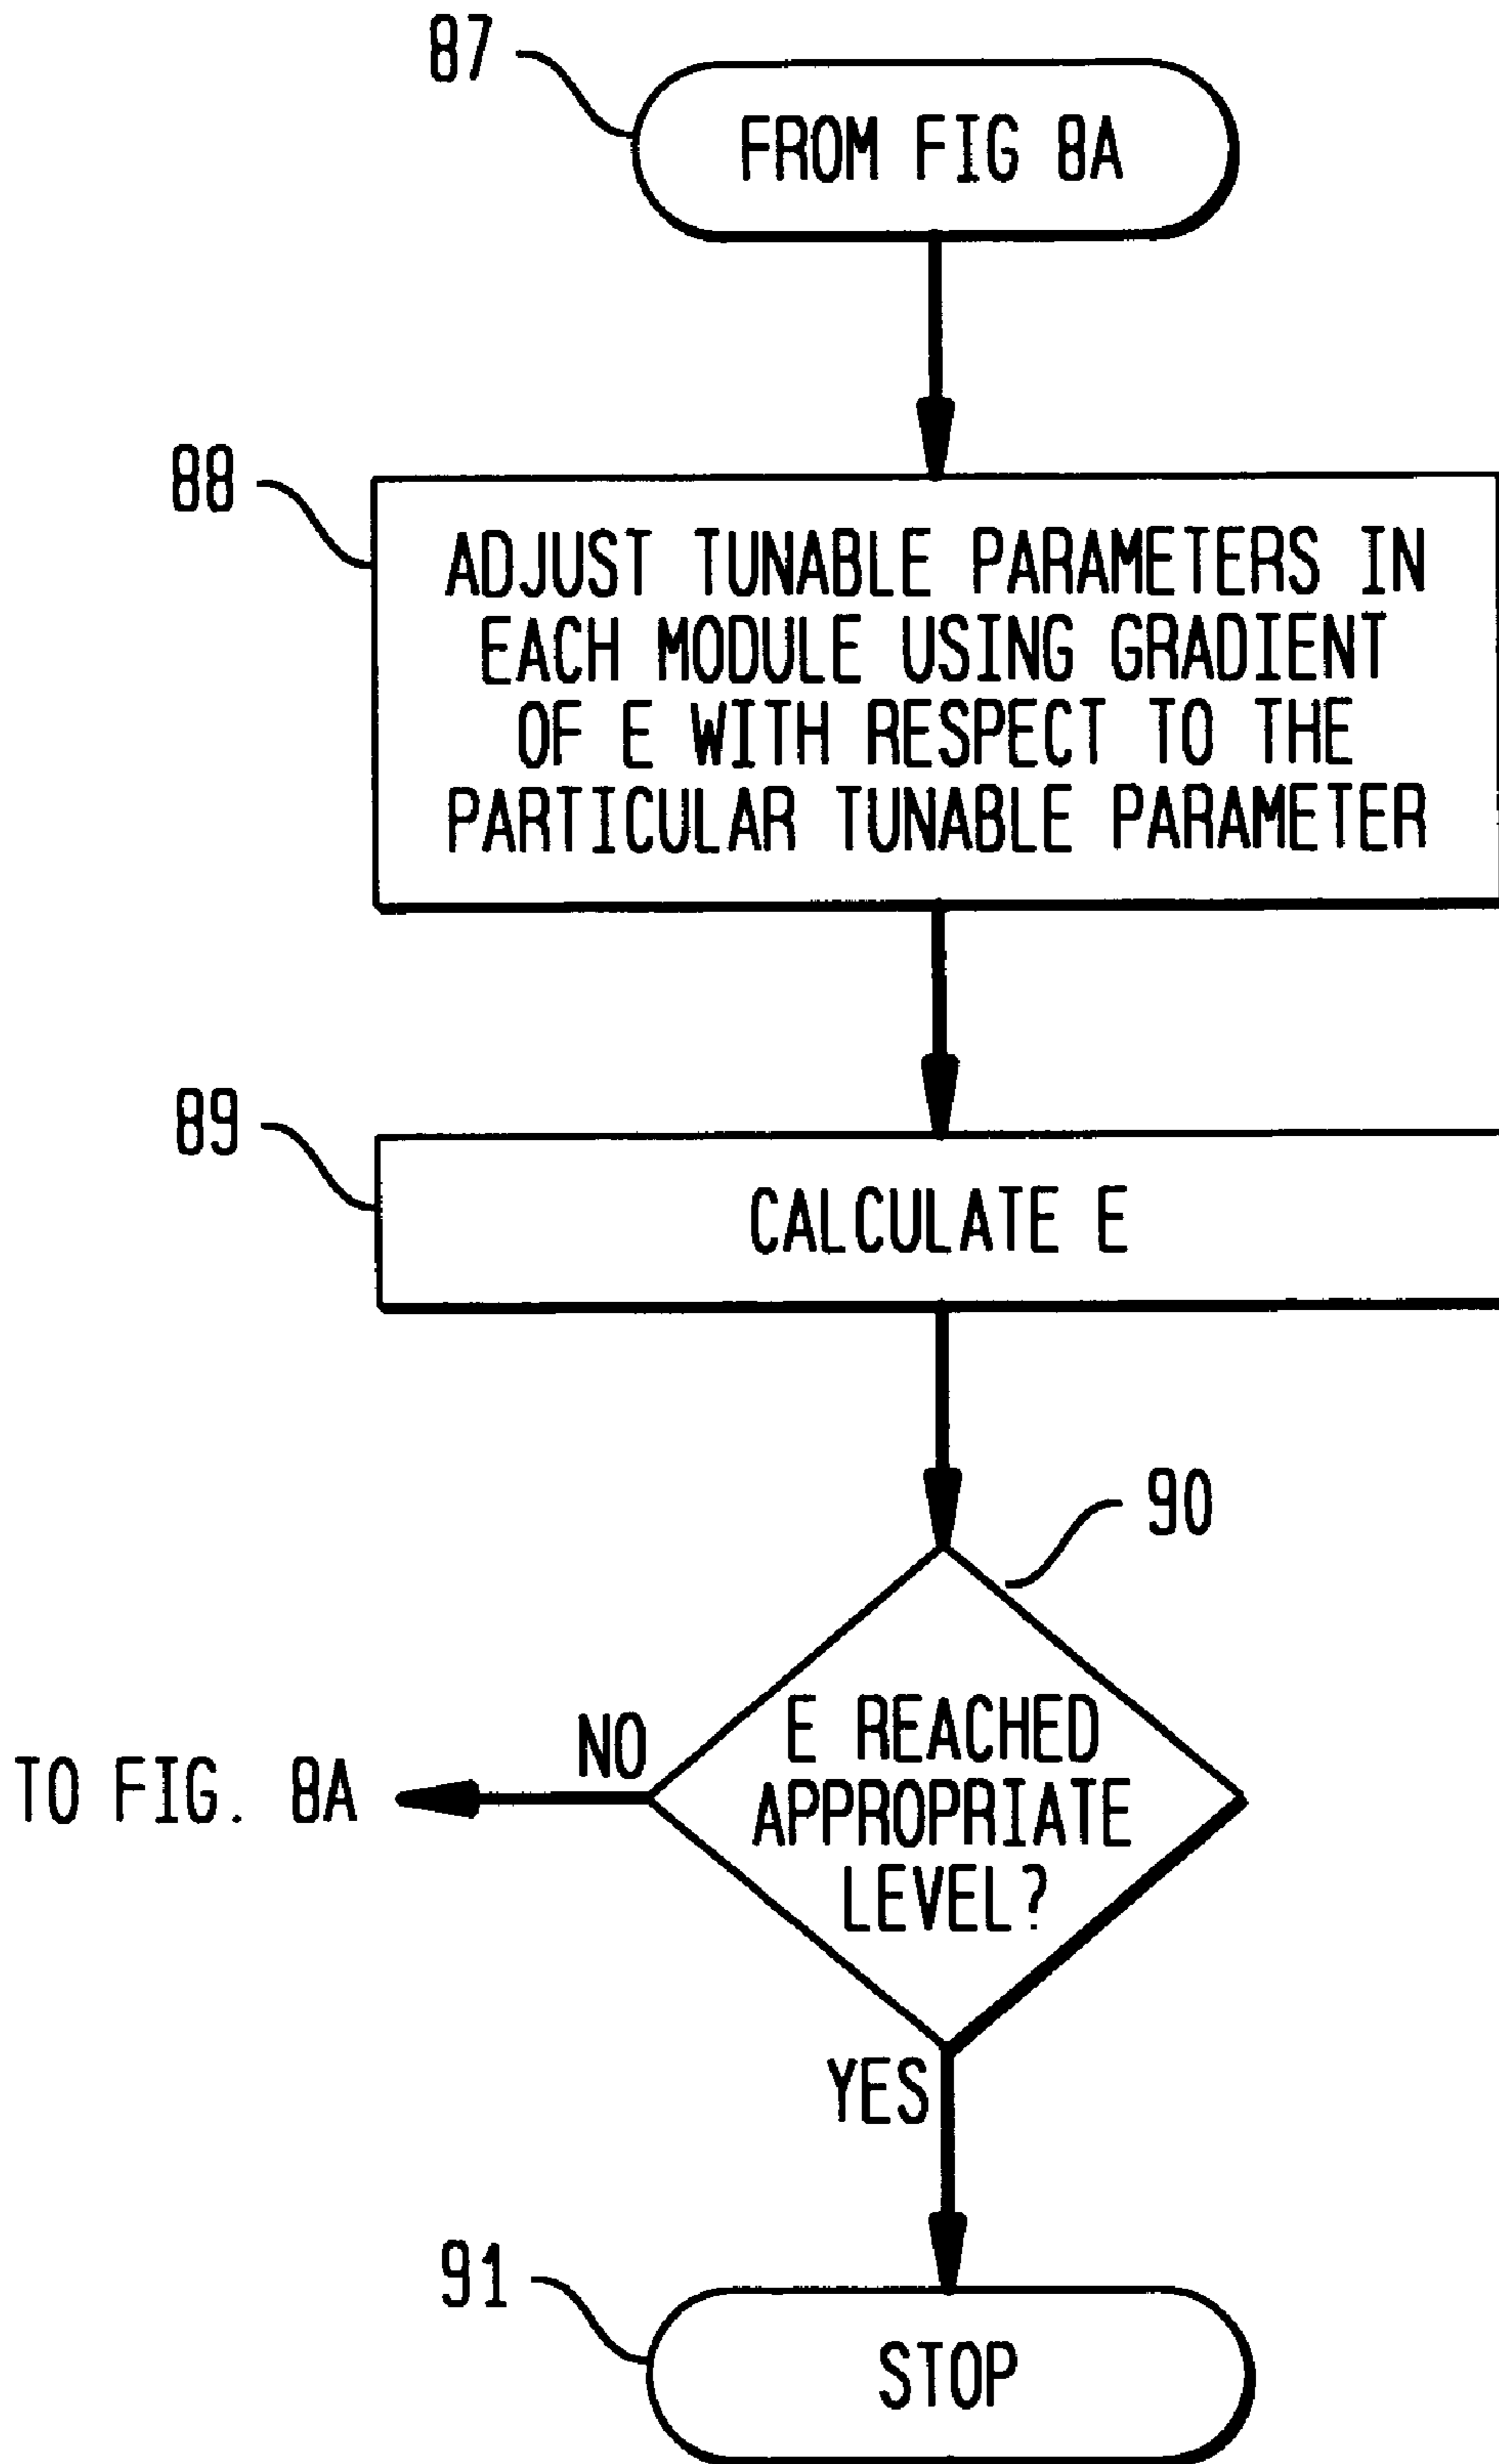 87
FROM FIG 8A
88
ADJUST TUNABLE PARAMETERS IN
EACH MODULE USING GRADIENT
OF E WITH RESPECT TO THE
PARTICULAR TUNABLE PARAMETER
89
CALCULATE E
90
E REACHED
APPROPRIATE
LEVEL?
NO
TO FIG. 8A
YES
91
STOP